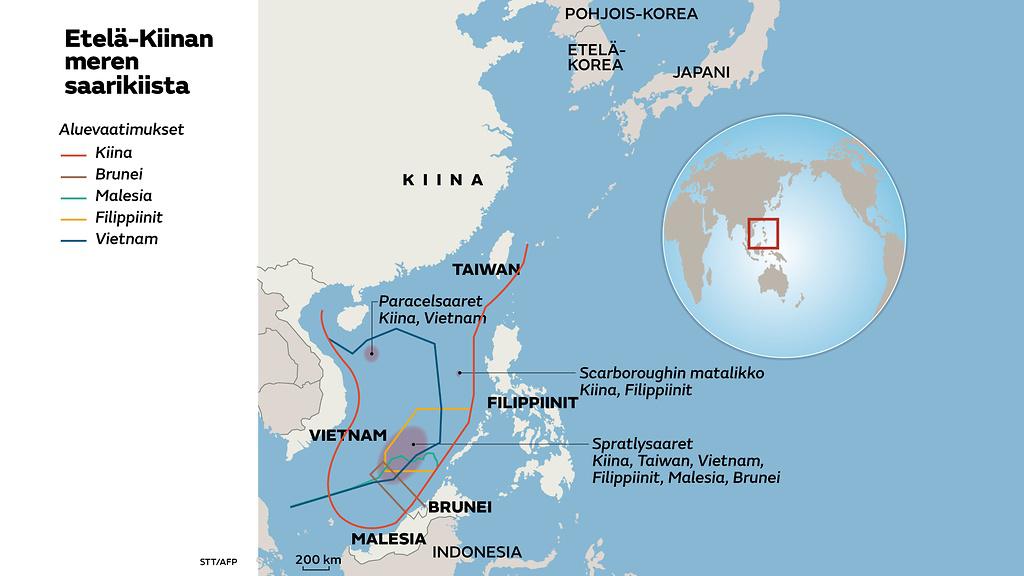 Etelä-Kiinan
meren
saarikiista
Aluevaatimukset
Kiina
Brunei
Malesia
Filippiinit
Vietnam
POHJOIS-KOREA
ETELÄ-
KOREA
JAPANI
KIINA
TAIWAN
Paracelsaaret
Kiina, Vietnam
Scarboroughin matalikko
Kiina, Filippiinit
FILIPPIINIT
VIETNAM
Spratlysaaret
Kiina, Taiwan, Vietnam,
Filippiinit, Malesia, Brunei
BRUNEI
MALESIA
INDONESIA
200 km
STT/AFP